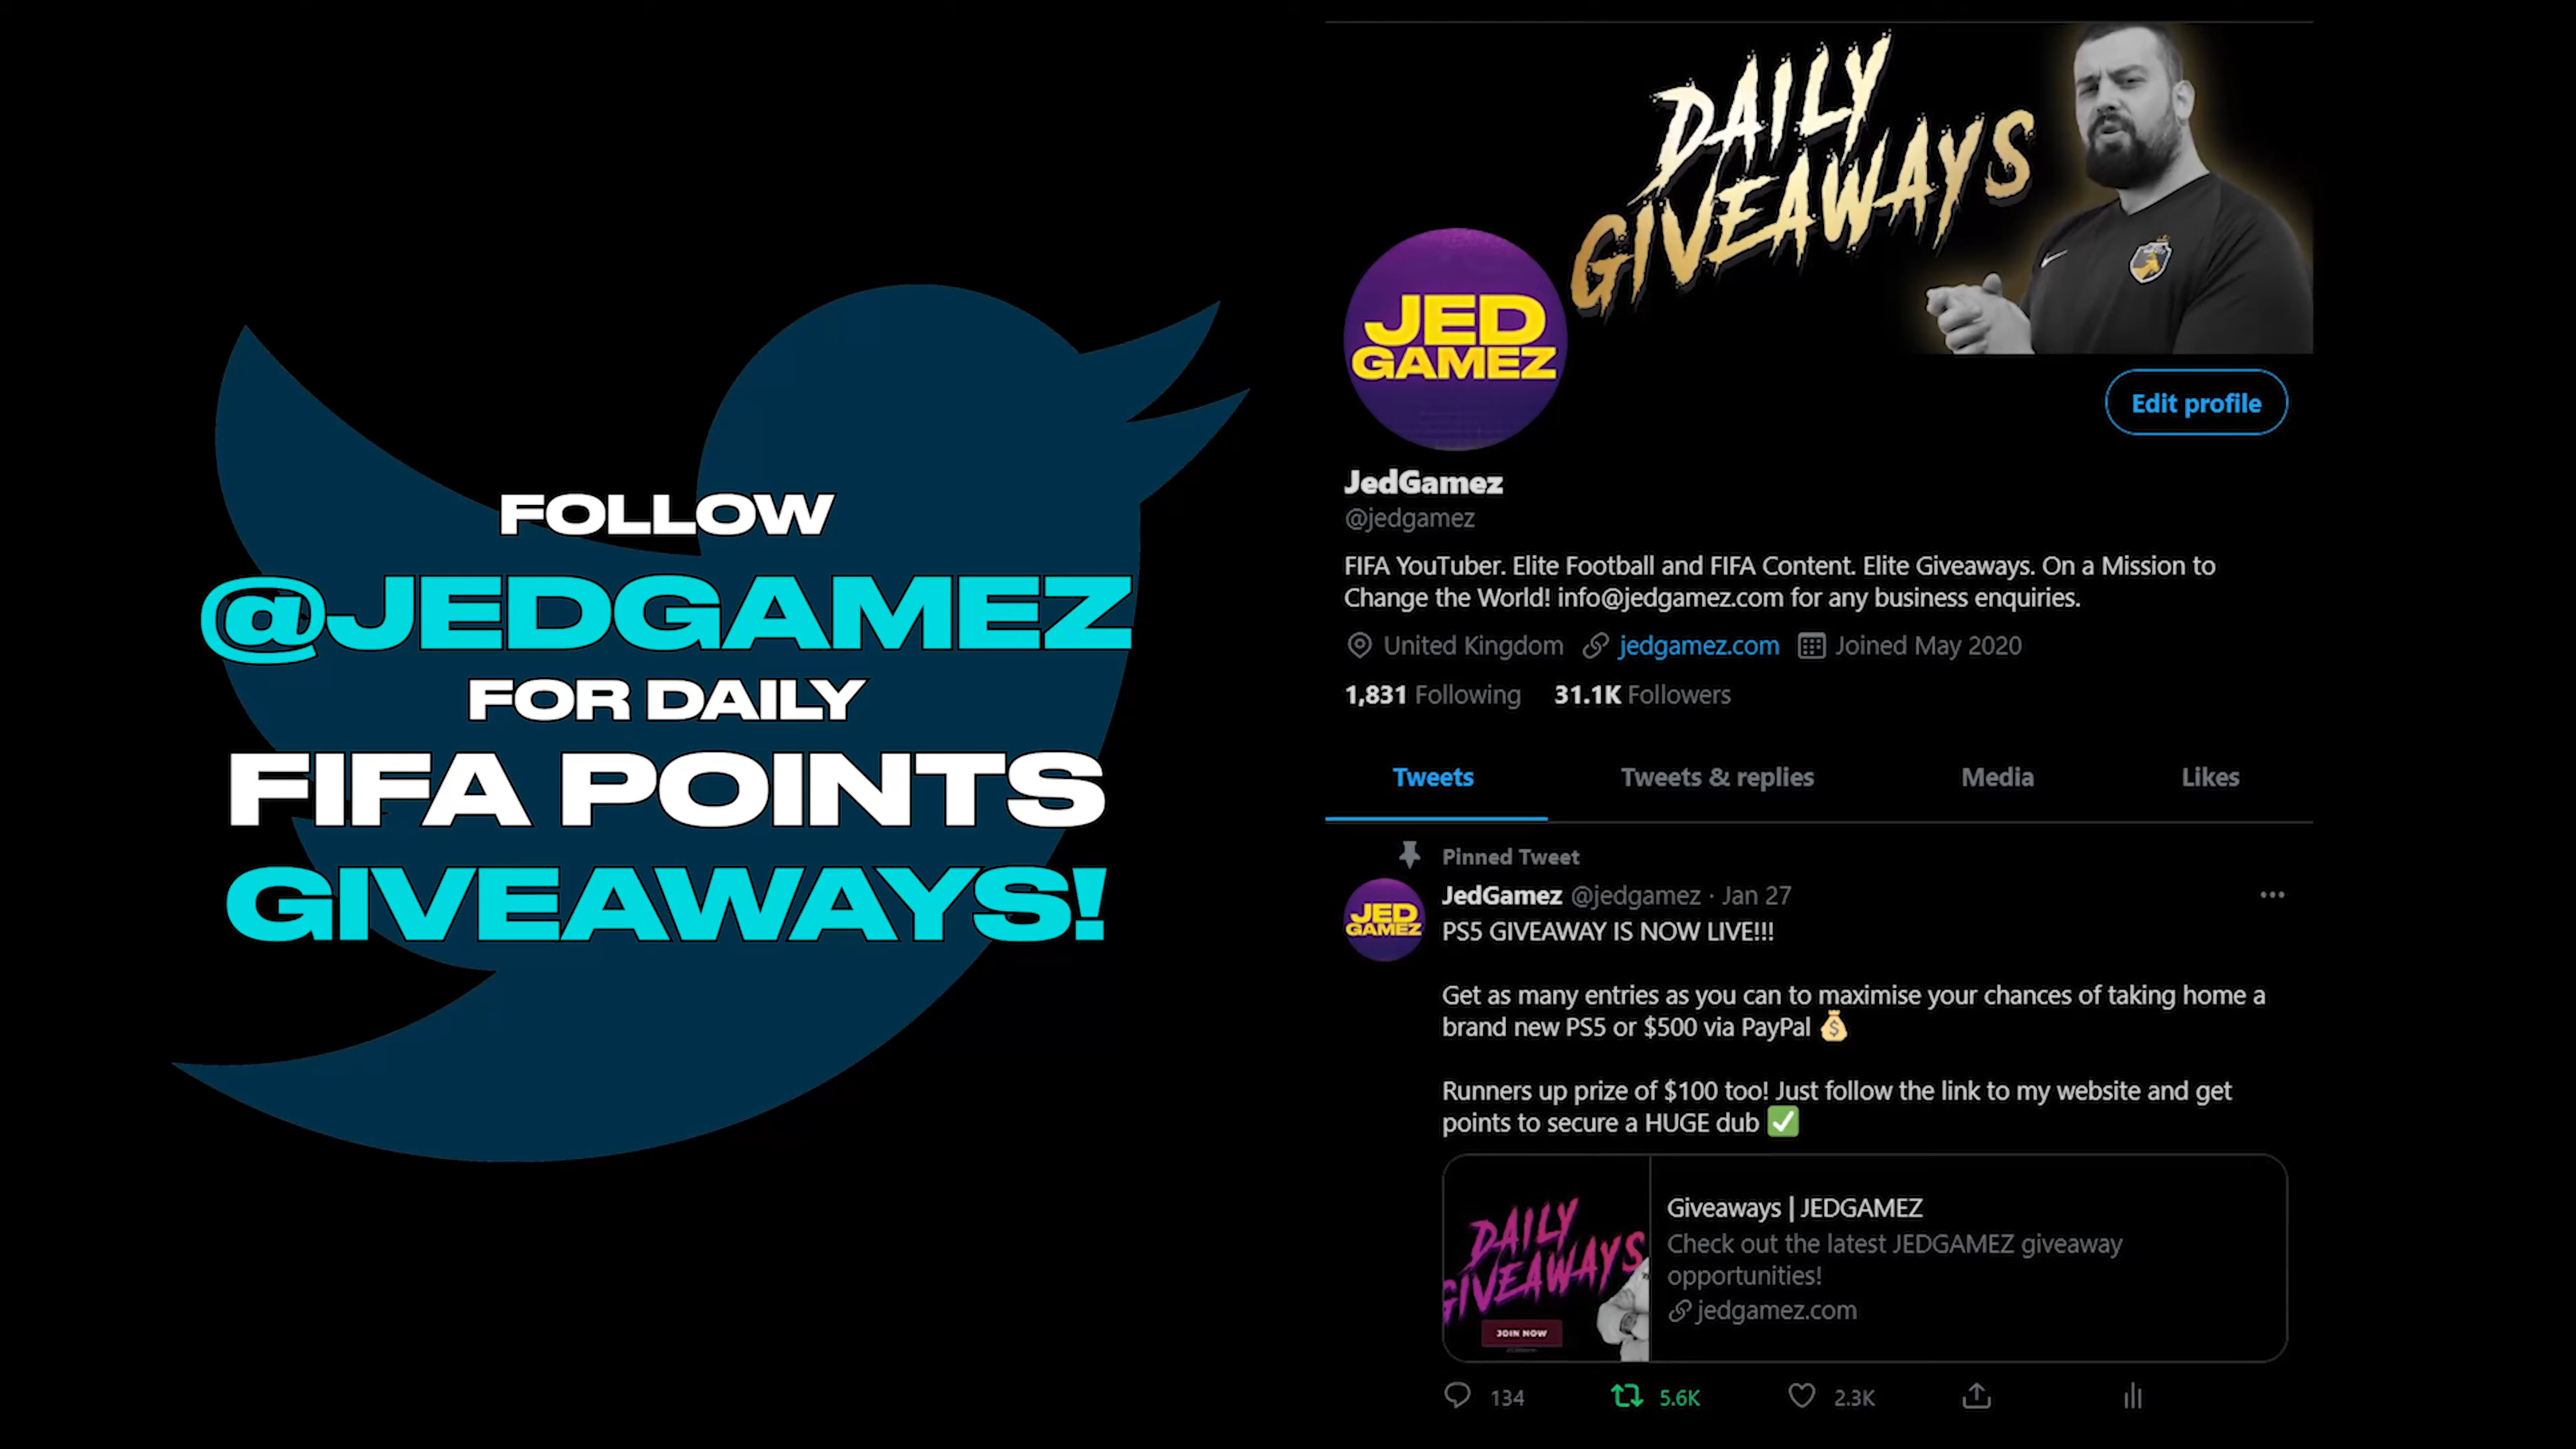 FOLLOW
@JEDGAMEZ
FOR DAILY
FIFA POINTS
GIVEAWAYS!
DAILY
GIVEAWAYS
JED
GAMEZ
Edit profile
JedGamez
@jedgamez
FIFA YouTuber. Elite Football and FIFA Content. Elite Giveaways. On a Mission to
Change the World! info@jedgamez.com for any business enquiries.
United Kingdom jedgamez.com Joined May 2020
1,831 Following 31.1K Followers
Tweets Tweets & replies Media Likes
Pinned Tweet
JED
GAMEZ
JedGamez @jedgamez · Jan 27
PS5 GIVEAWAY IS NOW LIVE!!!
Get as many entries as you can to maximise your chances of taking home a
brand new PS5 or $500 via PayPal 💰
Runners up prize of $100 too! Just follow the link to my website and get
points to secure a HUGE dub ✅
DAILY
GIVEAWAYS
JOIN NOW
Giveaways | JEDGAMEZ
Check out the latest JEDGAMEZ giveaway
opportunities!
jedgamez.com
134 5.6K 2.3K